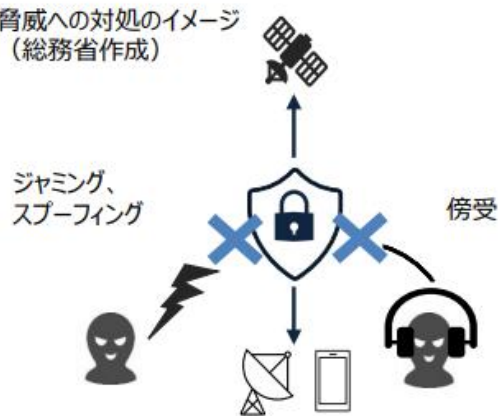 脅威への対処のイメージ
（総務省作成）
ジャミング、
スプーフィング
傍受